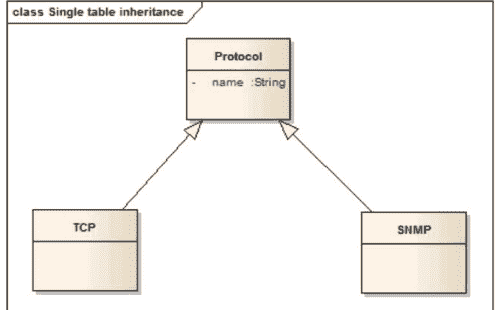 class Single table inheritance
Protocol
- name :String
TCP
SNMP